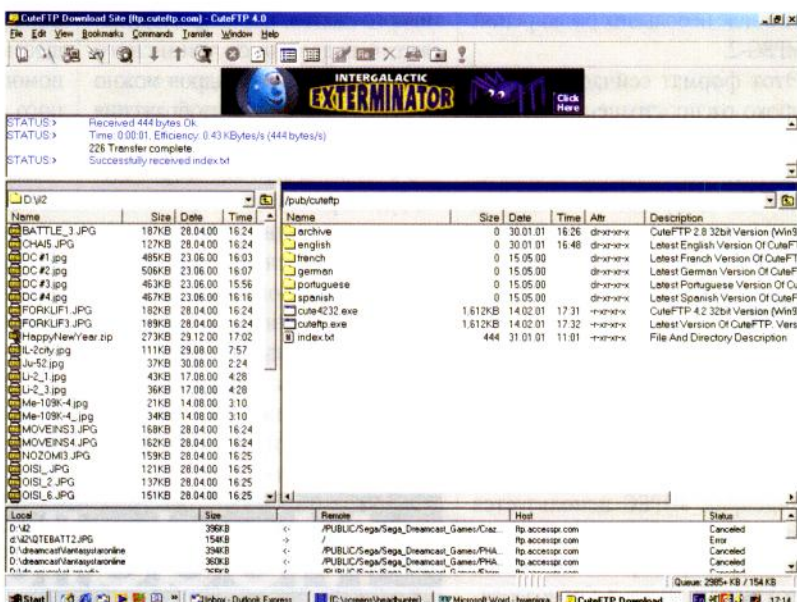 CuteFTP Download Site [ftp.cuteftp.com] - CuteFTP 4.0
File Edit View Bookmarks Commands Transfer Window Help
INTERGALACTIC
EXTERMINATOR
Click
Here
STATUS:> Received 444 bytes Ok.
STATUS:> Time: 0:00:01, Efficiency: 0.43 KBytes/s (444 bytes/s)
226 Transfer complete.
STATUS:> Successfully received index.txt
D:\il2
/pub/cuteftp
Name Size Date Time
BATTLE_3.JPG 187KB 28.04.00 16:24
CHAI5.JPG 127KB 28.04.00 16:24
DC #1.jpg 485KB 23.06.00 16:03
DC #2.jpg 506KB 23.06.00 16:07
DC #3.jpg 463KB 23.06.00 15:56
DC #4.jpg 467KB 23.06.00 16:16
FORKLIF1.JPG 182KB 28.04.00 16:24
FORKLIF3.JPG 189KB 28.04.00 16:24
HappyNewYear.zip 273KB 29.12.00 17:02
IL-2city.jpg 111KB 29.08.00 7:57
Ju-52.jpg 37KB 30.08.00 2:24
Li-2_1.jpg 43KB 17.08.00 4:28
Li-2_3.jpg 36KB 17.08.00 4:28
Me-109K-4.jpg 21KB 14.08.00 3:10
Me-109K-4_.jpg 34KB 14.08.00 3:10
MOVEINS3.JPG 168KB 28.04.00 16:24
MOVEINS4.JPG 162KB 28.04.00 16:24
NOZOMI3.JPG 159KB 28.04.00 16:25
OISI_.JPG 121KB 28.04.00 16:25
OISI_2.JPG 137KB 28.04.00 16:25
OISI_6.JPG 151KB 28.04.00 16:25
Name Size Date Time Attr Description
archive 0 30.01.01 16:26 dr-xr-xr-x CuteFTP 2.8 32bit Version (Win9
english 0 30.01.01 16:48 dr-xr-xr-x Latest English Version Of CuteFT
french 0 15.05.00 dr-xr-xr-x Latest French Version Of CuteFT
german 0 15.05.00 dr-xr-xr-x Latest German Version Of CuteF
portuguese 0 15.05.00 dr-xr-xr-x Latest Portuguese Version Of Cu
spanish 0 15.05.00 dr-xr-xr-x Latest Spanish Version Of CuteF
cute4232.exe 1,612KB 14.02.01 17:31 -r-xr-xr-x CuteFTP 4.2 32bit Version (Win9
cuteftp.exe 1,612KB 14.02.01 17:32 -r-xr-xr-x Latest Version Of CuteFTP. Vers
index.txt 444 31.01.01 11:01 -r-xr-xr-x File And Directory Description
Local Size Remote Host Status
D:\il2 396KB <- /PUBLIC/Sega/Sega_Dreamcast_Games/Craz... ftp.accesspr.com Canceled
d:\il2\QTEBATT2.JPG 154KB -> / ftp.accesspr.com Error
D:\dreamcast\fantasystaronline 394KB <- /PUBLIC/Sega/Sega_Dreamcast_Games/PHA... ftp.accesspr.com Canceled
D:\dreamcast\fantasystaronline 360KB <- /PUBLIC/Sega/Sega_Dreamcast_Games/PHA... ftp.accesspr.com Canceled
Queue: 2985+ KB / 154 KB
Start Inbox - Outlook Express Microsoft Word CuteFTP Download 17:14